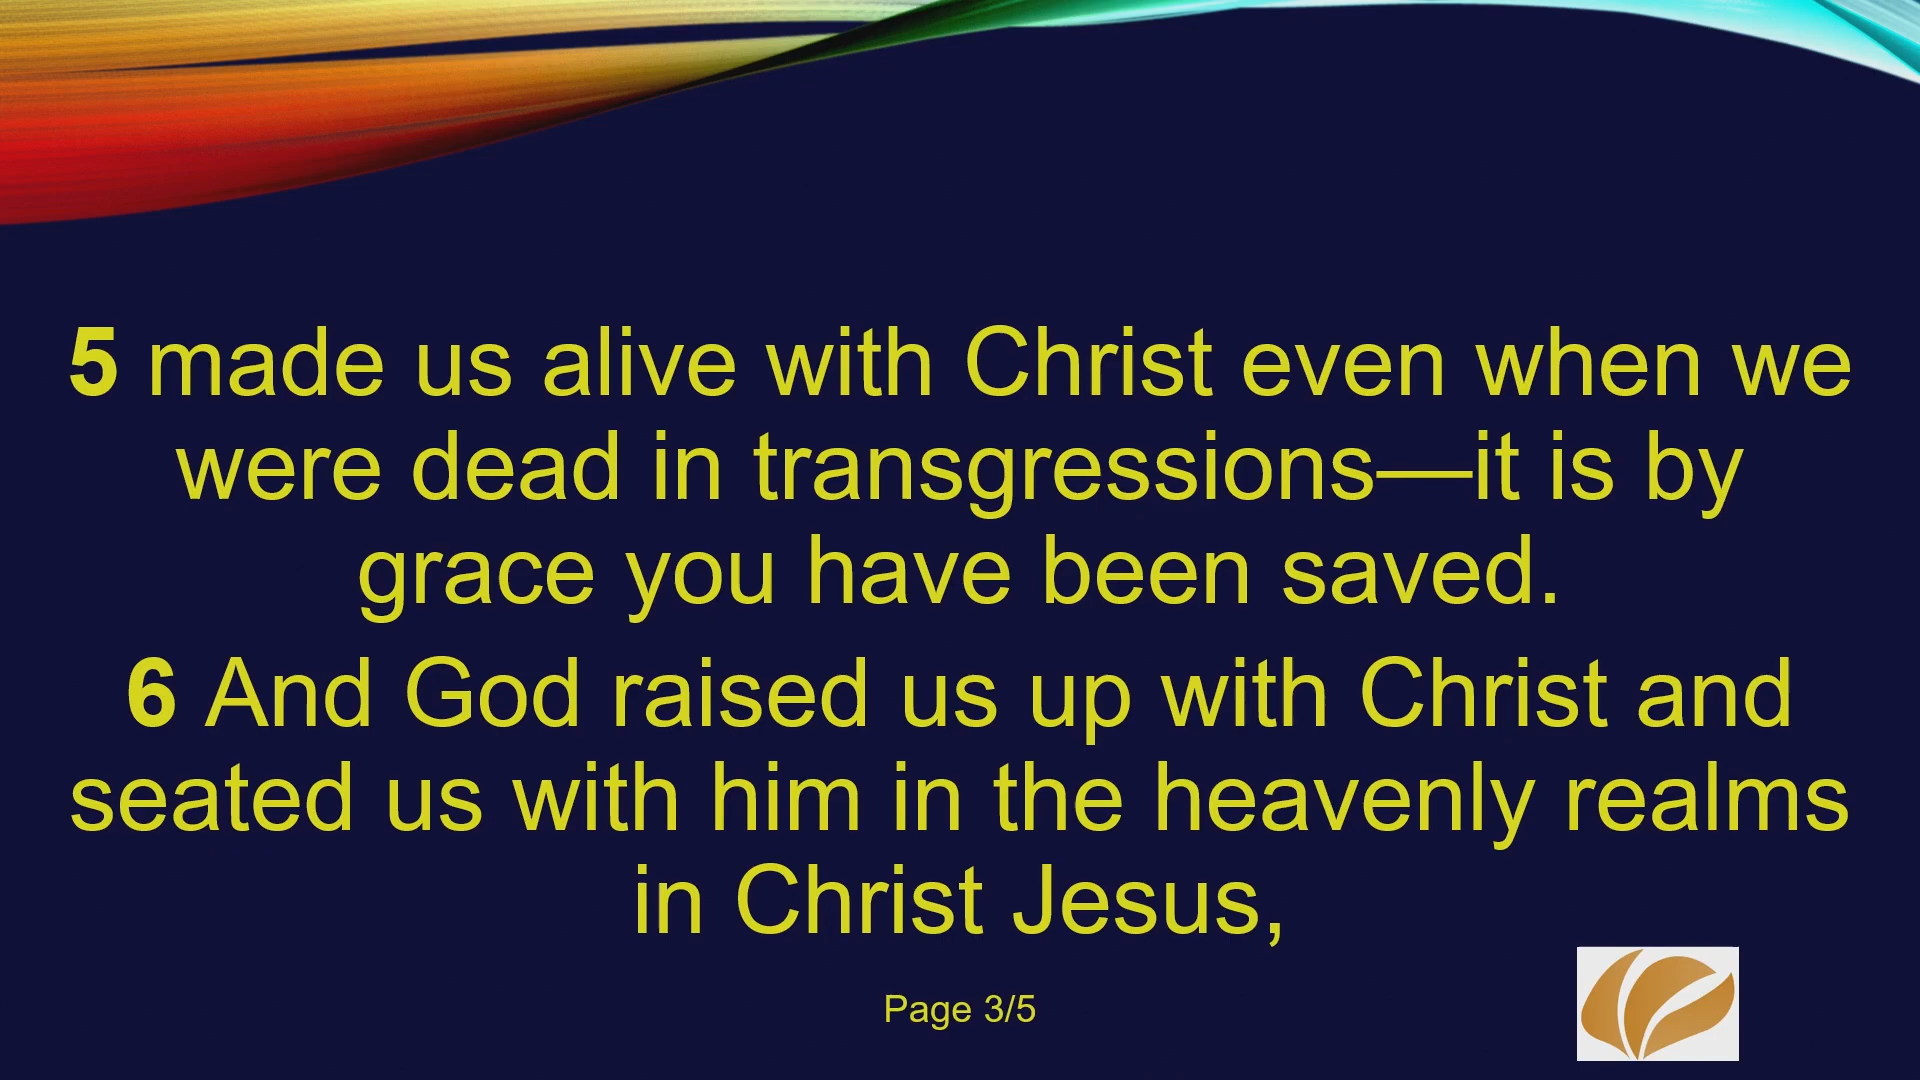 5 made us alive with Christ even when we
were dead in transgressions—it is by
grace you have been saved.
6 And God raised us up with Christ and
seated us with him in the heavenly realms
in Christ Jesus,
Page 3/5